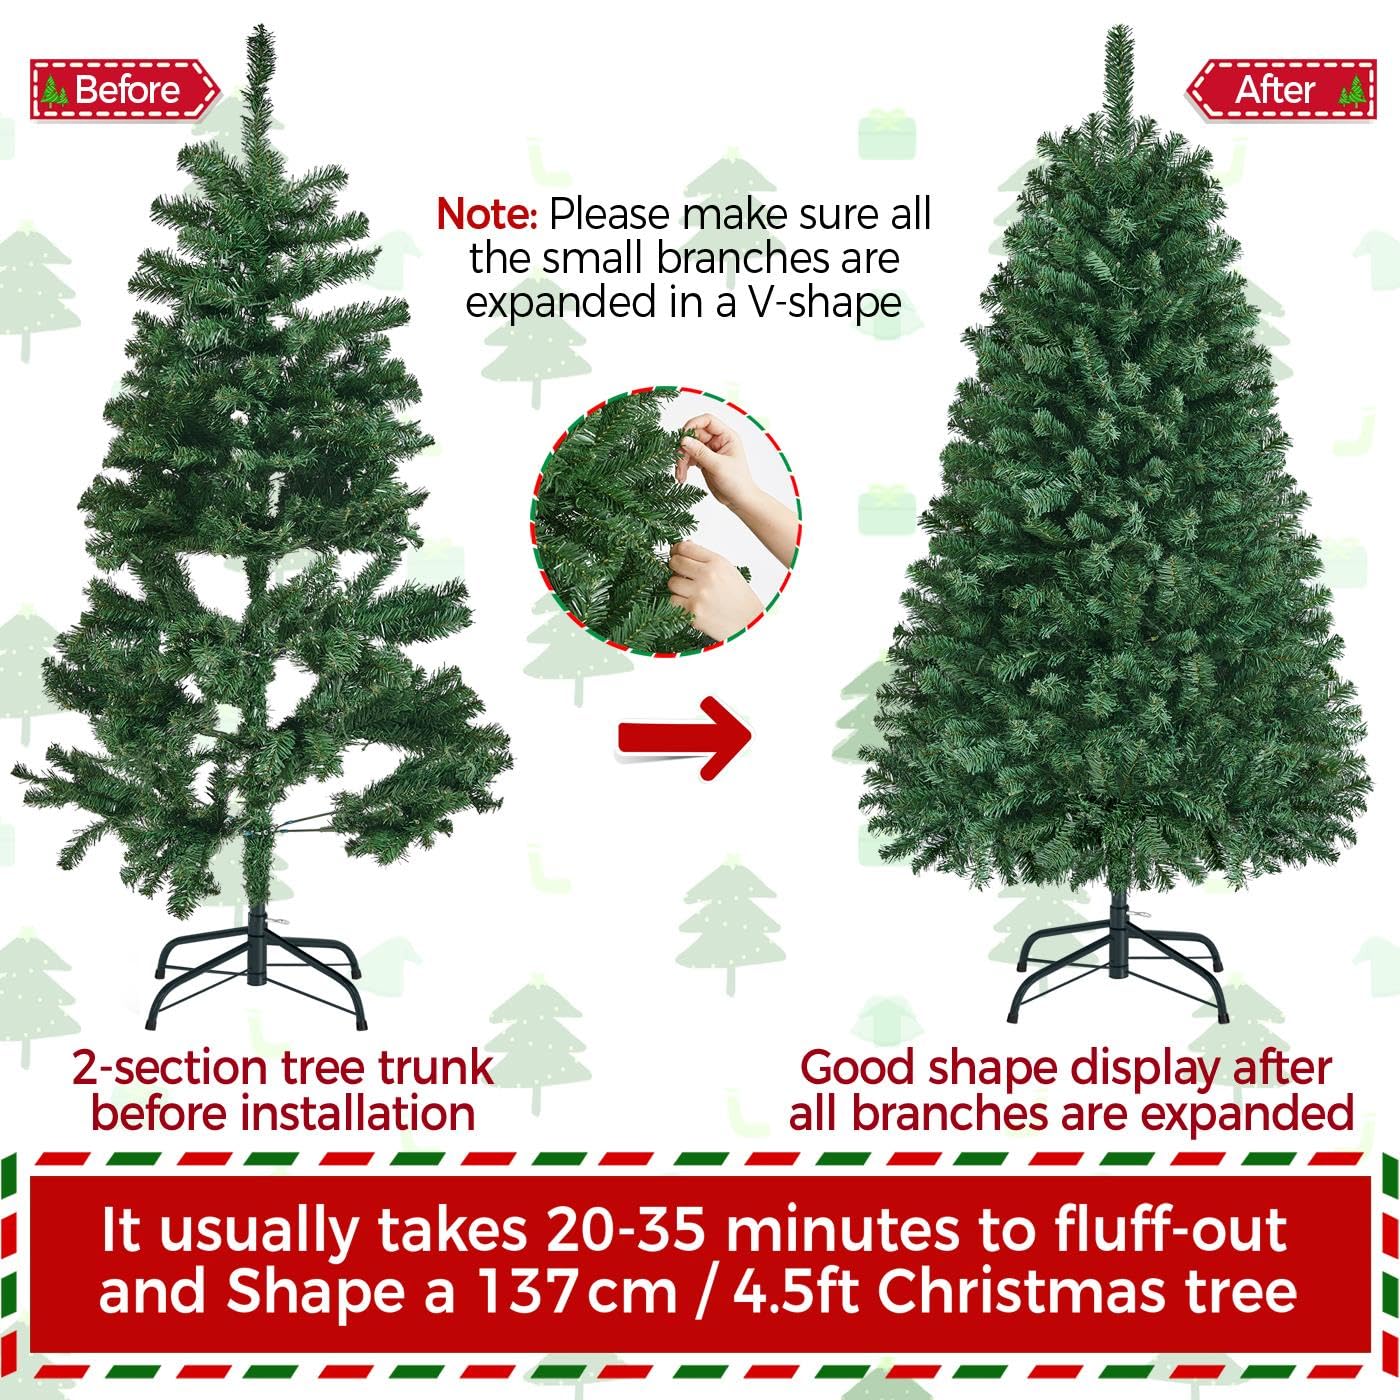 Before
After
Note: Please make sure all
the small branches are
expanded in a V-shape
2-section tree trunk
before installation
Good shape display after
all branches are expanded
It usually takes 20-35 minutes to fluff-out
and Shape a 137cm / 4.5ft Christmas tree